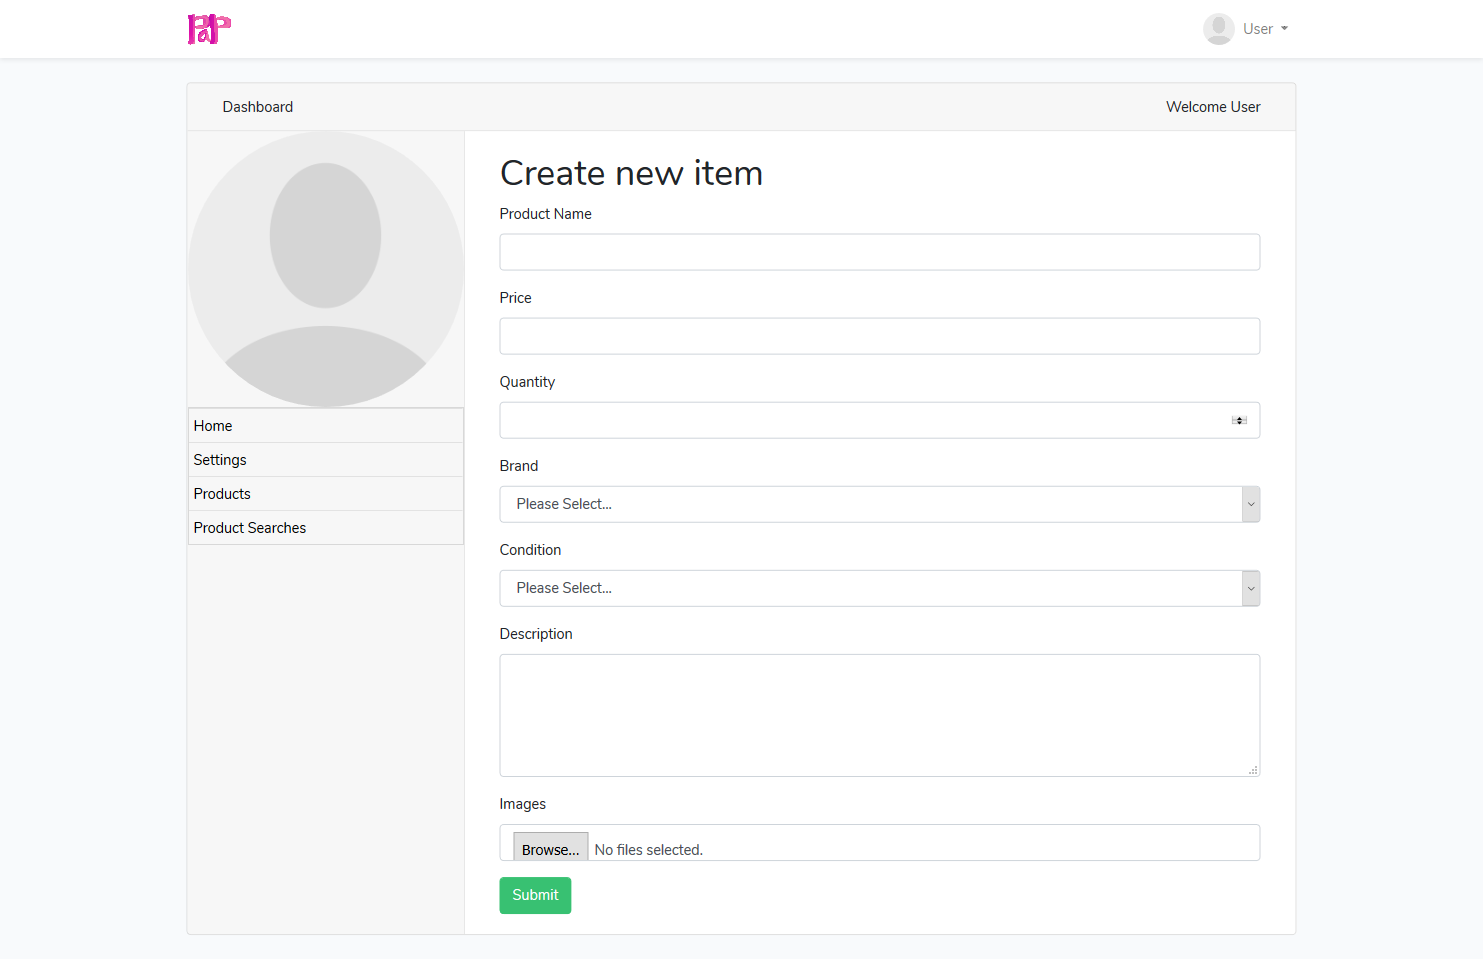 PaP
User
Dashboard
Welcome User
Home
Settings
Products
Product Searches
Create new item
Product Name
Price
Quantity
Brand
Please Select...
Condition
Please Select...
Description
Images
Browse... No files selected.
Submit